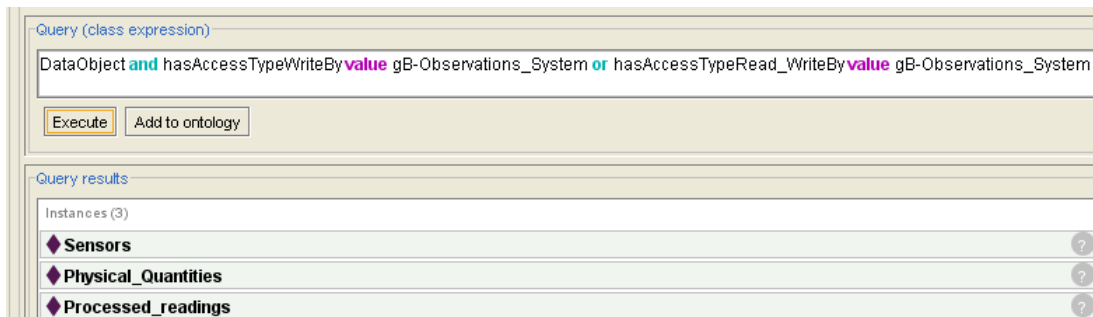 Query (class expression)
DataObject and hasAccessTypeWriteBy value gB-Observations_System or hasAccessTypeRead_WriteBy value gB-Observations_System
Execute Add to ontology
Query results
Instances (3)
Sensors ?
Physical_Quantities ?
Processed_readings ?